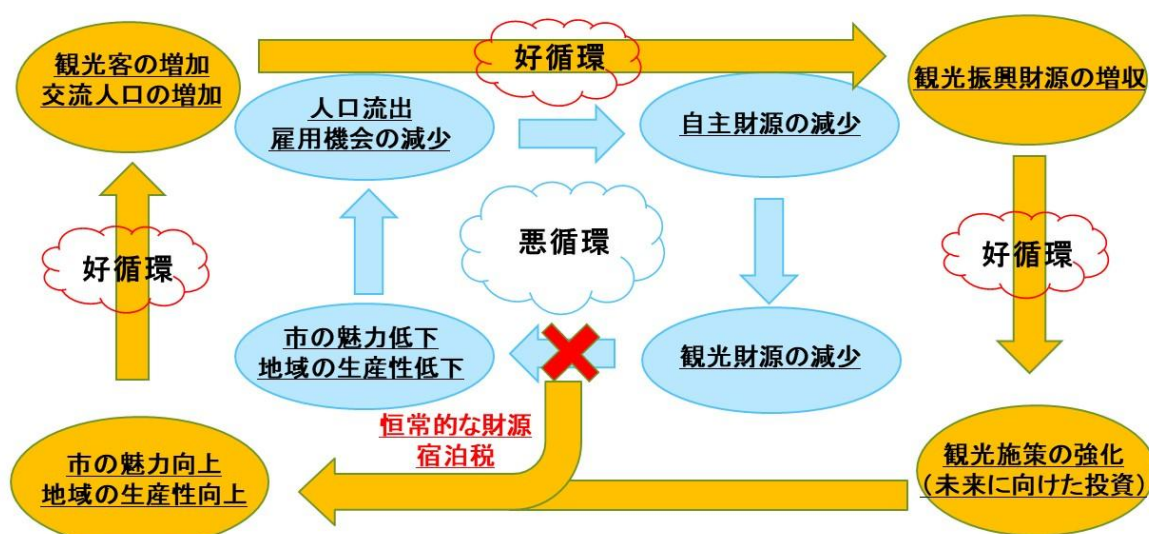 観光客の増加
交流人口の増加
好循環
観光振興財源の増収
人口流出
雇用機会の減少
自主財源の減少
好循環
悪循環
好循環
市の魅力低下
地域の生産性低下
観光財源の減少
恒常的な財源
宿泊税
市の魅力向上
地域の生産性向上
観光施策の強化
(未来に向けた投資)